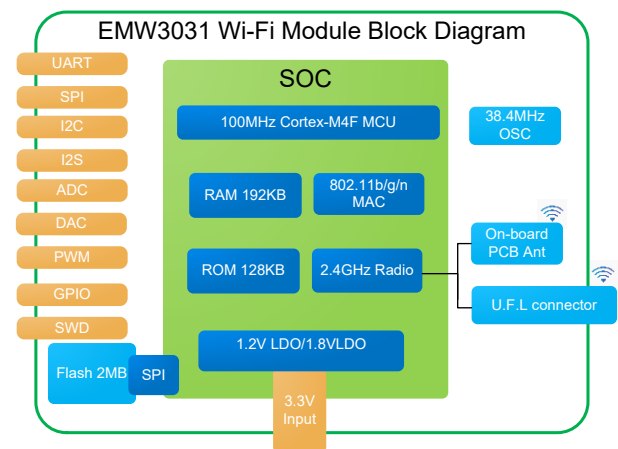 EMW3031 Wi-Fi Module Block Diagram
UART
SPI
I2C
I2S
ADC
DAC
PWM
GPIO
SWD
Flash 2MB
SPI
SOC
100MHz Cortex-M4F MCU
RAM 192KB
802.11b/g/n
MAC
ROM 128KB
2.4GHz Radio
1.2V LDO/1.8VLDO
3.3V
Input
38.4MHz
OSC
On-board
PCB Ant
U.F.L connector